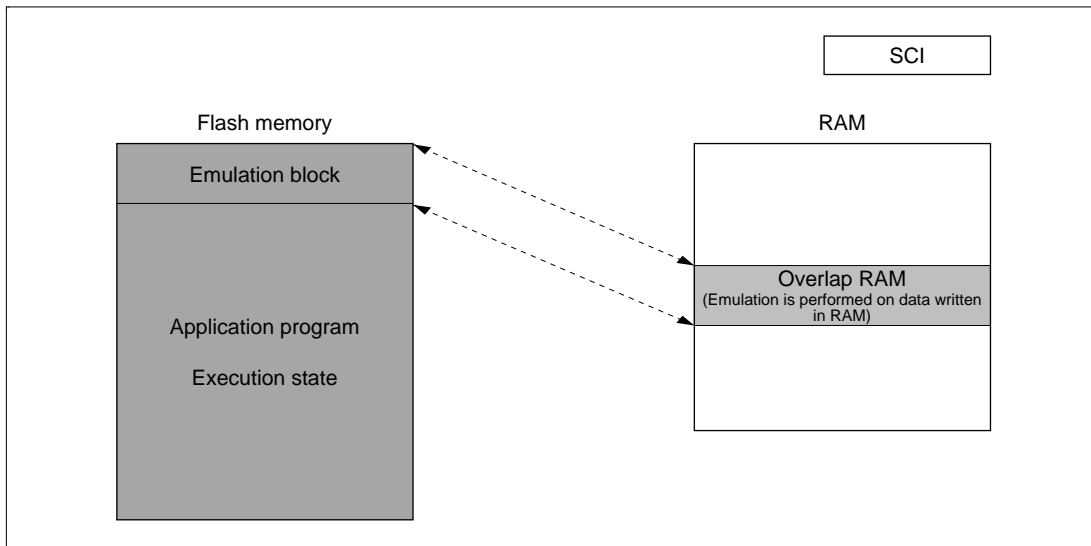 SCI
Flash memory
RAM
Emulation block
Application program
Execution state
Overlap RAM
(Emulation is performed on data written
in RAM)